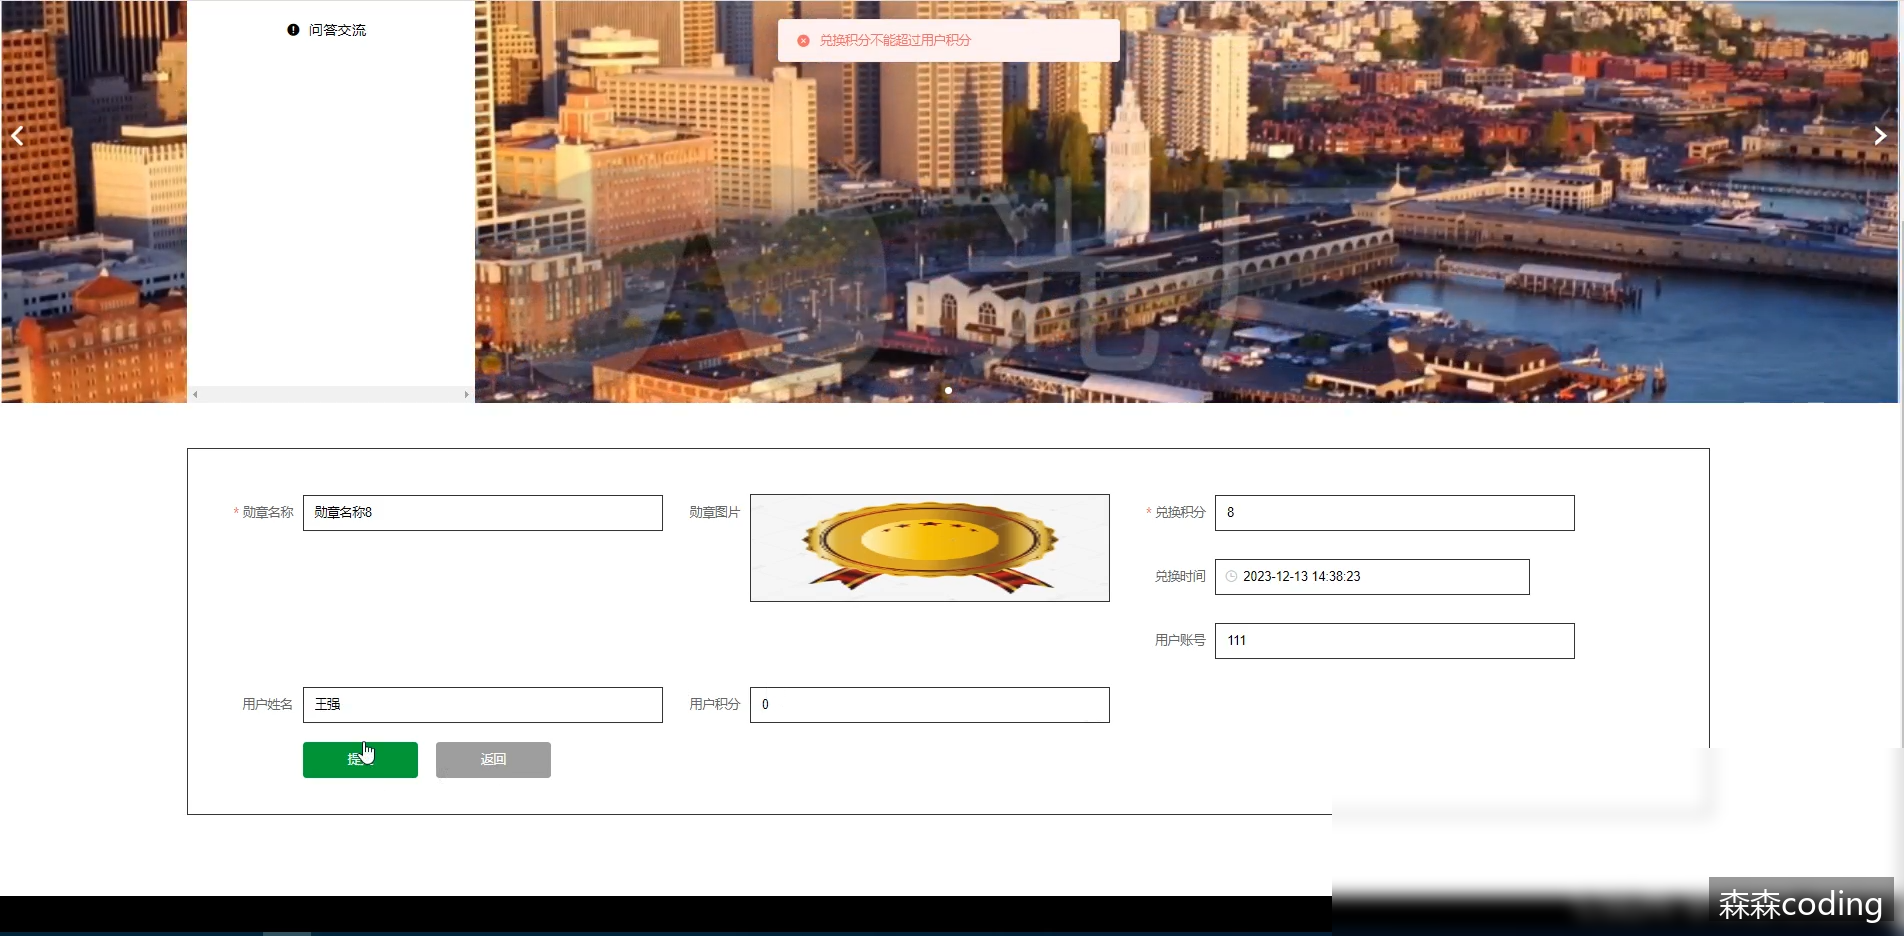 问答交流
兑换积分不能超过用户积分
* 勋章名称 勋章名称8
勋章图片
* 兑换积分 8
兑换时间 2023-12-13 14:38:23
用户账号 111
用户姓名 王强
用户积分 0
返回
森森coding